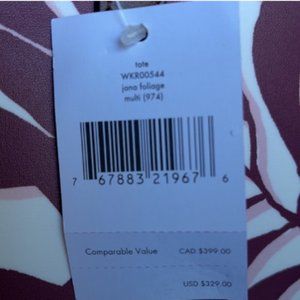 tote
WKR00544
jana foliage
multi (974)
7 67883 21967 6
Comparable Value CAD $399.00
USD $329.00